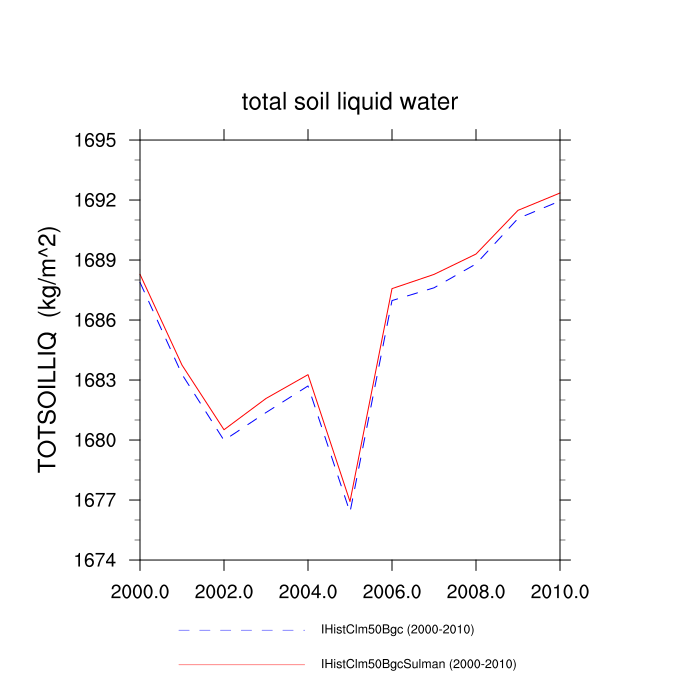 total soil liquid water
TOTSOILLIQ (kg/m^2)
1695
1692
1689
1686
1683
1680
1677
1674
2000.0 2002.0 2004.0 2006.0 2008.0 2010.0
IHistClm50Bgc (2000-2010)
IHistClm50BgcSulman (2000-2010)